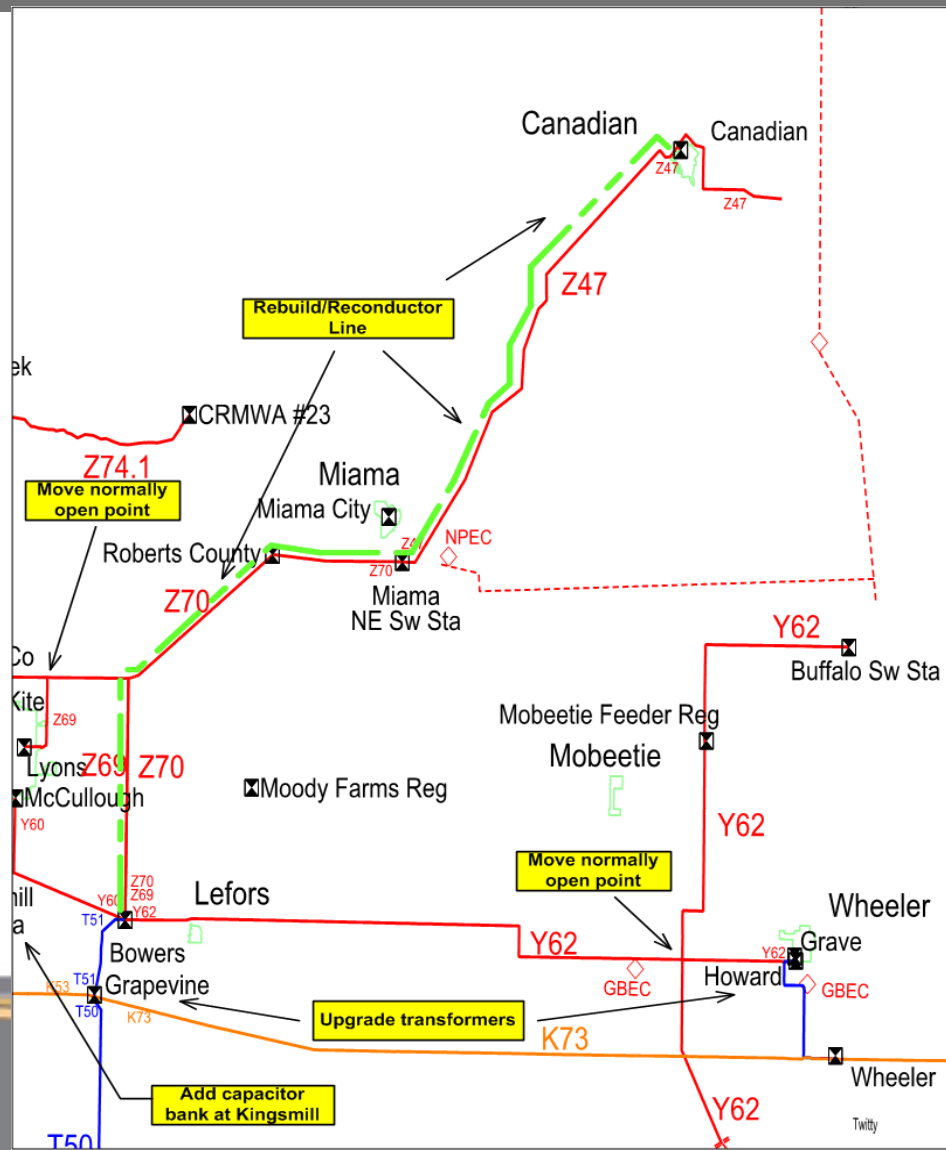 Canadian
Canadian
Z47
Z47
Z47
Rebuild/Reconductor
Line
ek
CRMWA #23
Z74.1
Miama
Move normally
open point
Miama City
NPEC
Roberts County
Z47
Z70
Z70
Miama
NE Sw Sta
Y62
Co
Buffalo Sw Sta
Kite
Z69
Mobeetie Feeder Reg
Mobeetie
Lyons
Z69
Z70
Moody Farms Reg
McCullough
Y60
Y62
Move normally
open point
Z70
Z69
Y60
Y62
Lefors
Wheeler
nill
a
T51
Grave
Bowers
Y62
Y62
T51
Grapevine
K53
T50
Howard
GBEC
GBEC
K73
Upgrade transformers
K73
Wheeler
Add capacitor
bank at Kingsmill
Y62
Twitty
T50